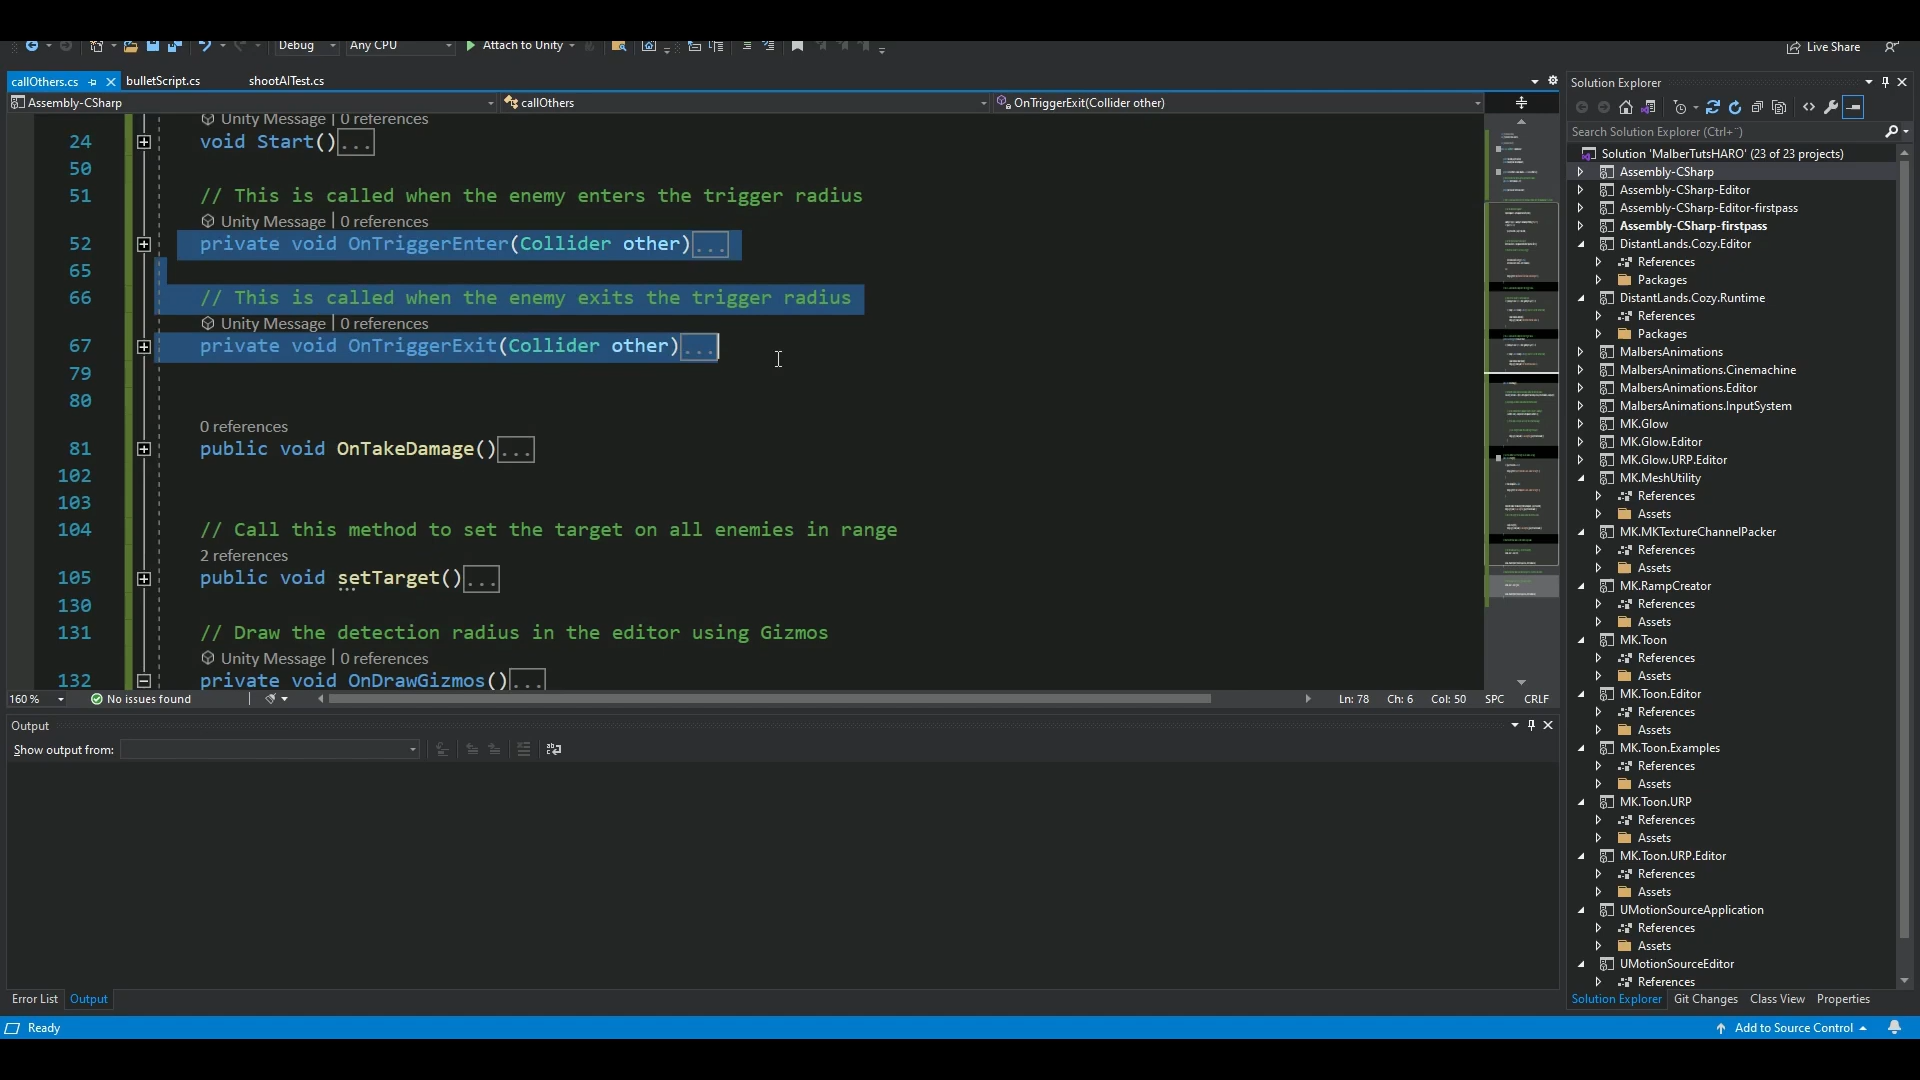 Debug
Any CPU
Attach to Unity
Live Share
callOthers.cs
bulletScript.cs
shootAITest.cs
Assembly-CSharp
callOthers
OnTriggerExit(Collider other)
Unity Message | 0 references
24 void Start()...
50
51 // This is called when the enemy enters the trigger radius
Unity Message | 0 references
52 private void OnTriggerEnter(Collider other)...
65
66 // This is called when the enemy exits the trigger radius
Unity Message | 0 references
67 private void OnTriggerExit(Collider other)...
79
80
0 references
81 public void OnTakeDamage()...
102
103
104 // Call this method to set the target on all enemies in range
2 references
105 public void setTarget()...
130
131 // Draw the detection radius in the editor using Gizmos
Unity Message | 0 references
132 private void OnDrawGizmos()...
160 %
No issues found
Ln: 78
Ch: 6
Col: 50
SPC
CRLF
Output
Show output from:
Error List
Output
Ready
Solution Explorer
Search Solution Explorer (Ctrl+¨)
Solution 'MalberTutsHARO' (23 of 23 projects)
Assembly-CSharp
Assembly-CSharp-Editor
Assembly-CSharp-Editor-firstpass
Assembly-CSharp-firstpass
DistantLands.Cozy.Editor
References
Packages
DistantLands.Cozy.Runtime
References
Packages
MalbersAnimations
MalbersAnimations.Cinemachine
MalbersAnimations.Editor
MalbersAnimations.InputSystem
MK.Glow
MK.Glow.Editor
MK.Glow.URP.Editor
MK.MeshUtility
References
Assets
MK.MKTextureChannelPacker
References
Assets
MK.RampCreator
References
Assets
MK.Toon
References
Assets
MK.Toon.Editor
References
Assets
MK.Toon.Examples
References
Assets
MK.Toon.URP
References
Assets
MK.Toon.URP.Editor
References
Assets
UMotionSourceApplication
References
Assets
UMotionSourceEditor
References
Solution Explorer
Git Changes
Class View
Properties
Add to Source Control